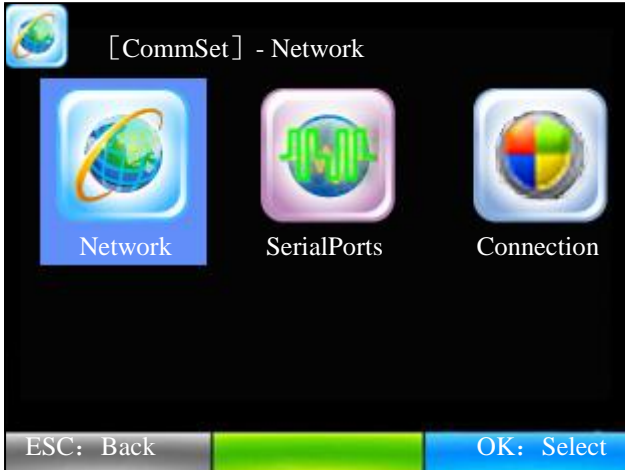 ［CommSet］ - Network
Network SerialPorts Connection
ESC：Back OK：Select